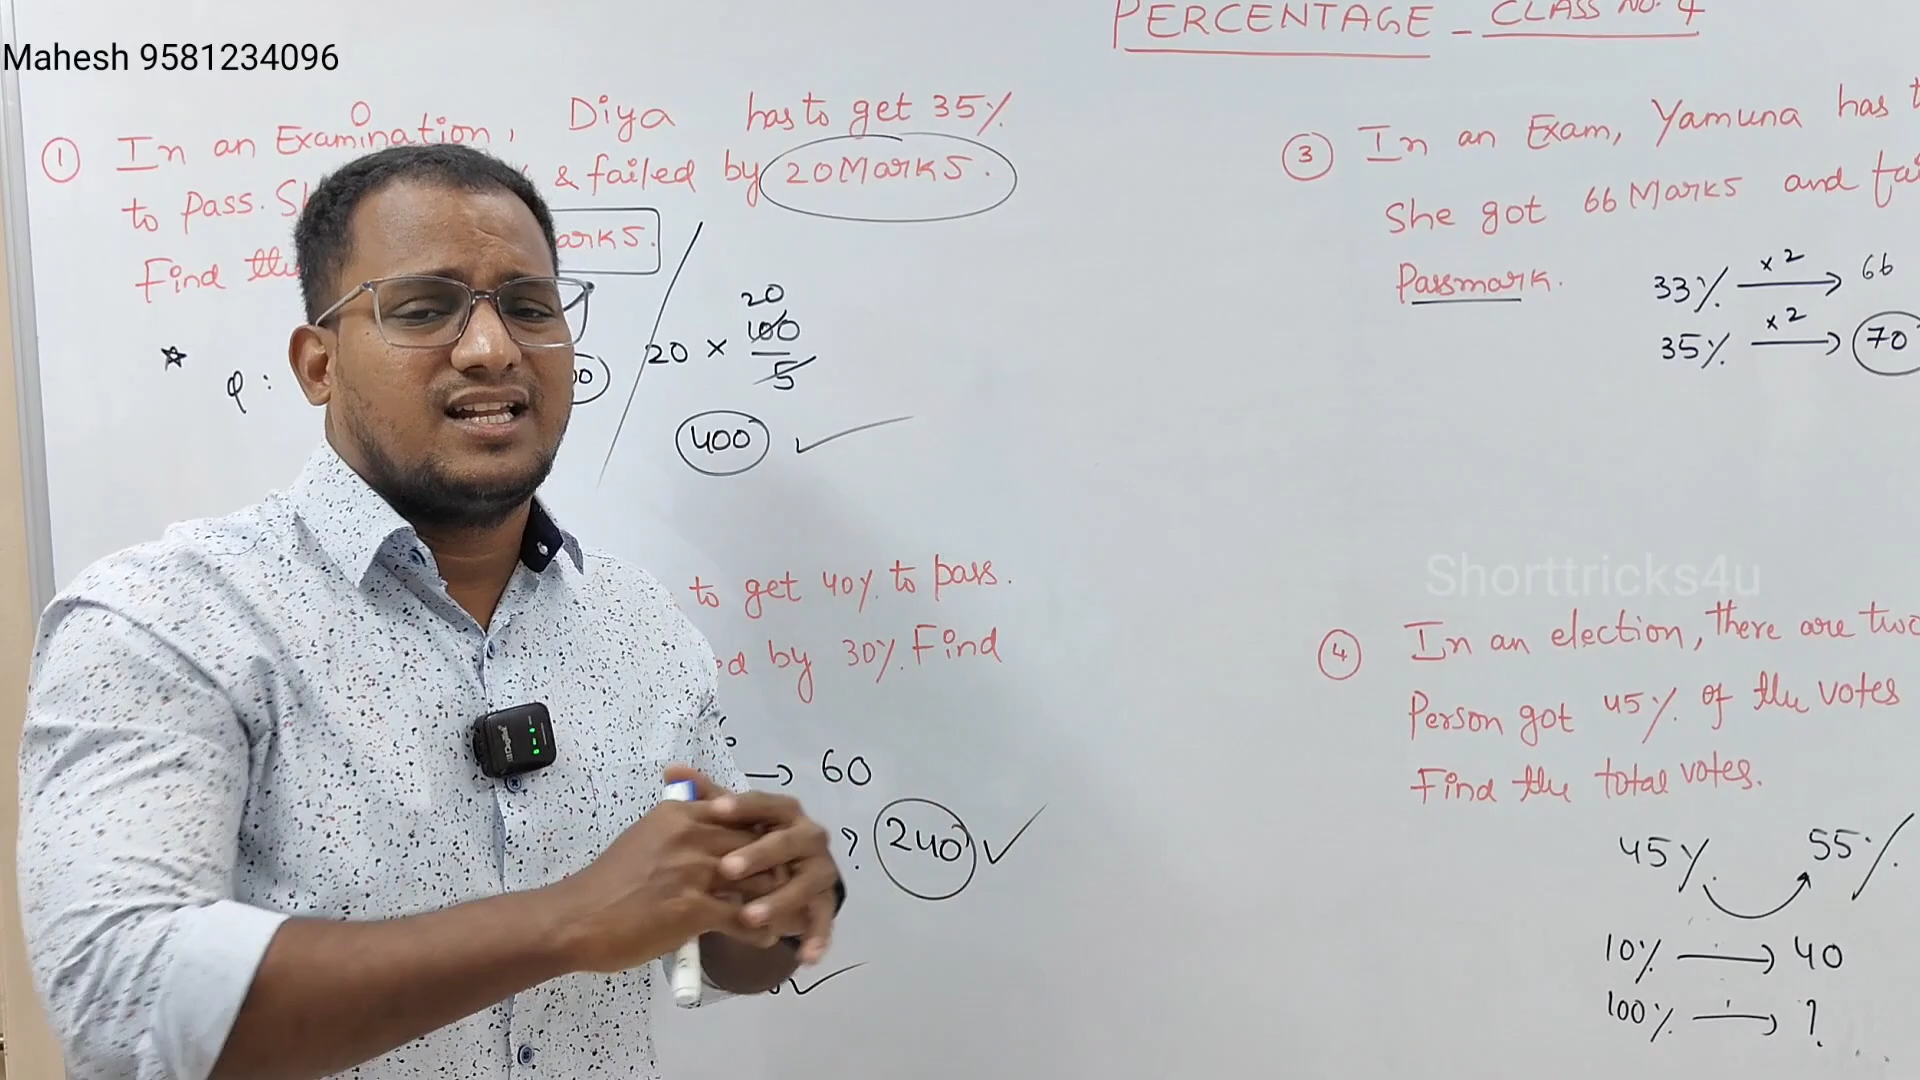 Mahesh 9581234096
PERCENTAGE - CLASS NO. 4
① In an Examination, Diya has to get 35%
to pass. & failed by 20 Marks.
Find the
20
20 × 100
5
400 ✓
to get 40% to pass.
by 30%. Find
→ 60
? 240 ✓
③ In an Exam, Yamuna has
She got 66 Marks and
Passmark.
33% ×2 → 66
35% ×2 → 70
Shorttricks4u
④ In an election, there are two
Person got 45% of the votes
Find the total votes.
45% 55%
10% → 40
100% → ?